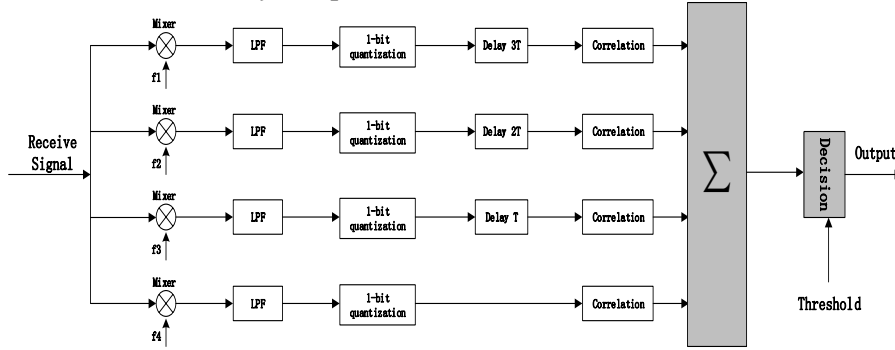 Mixer
LPF
1-bit
quantization
Delay 3T
Correlation
f1
Mixer
LPF
1-bit
quantization
Delay 2T
Correlation
f2
Receive
Signal
Mixer
LPF
1-bit
quantization
Delay T
Correlation
f3
Mixer
LPF
1-bit
quantization
Correlation
f4
Σ
Decision
Output
Threshold